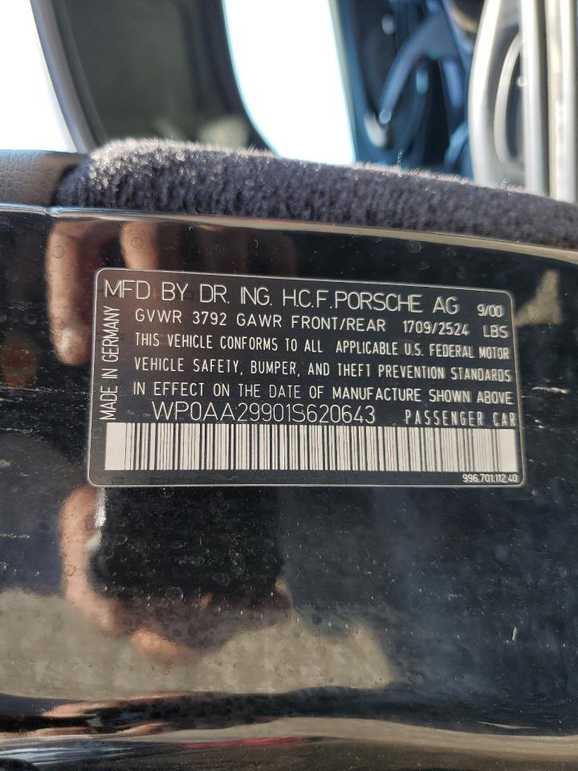 MFD BY DR. ING. H.C.F. PORSCHE AG 9/00
GVWR 3792 GAWR FRONT/REAR 1709/2524 LBS
THIS VEHICLE CONFORMS TO ALL APPLICABLE U.S. FEDERAL MOTOR
VEHICLE SAFETY, BUMPER, AND THEFT PREVENTION STANDARDS
IN EFFECT ON THE DATE OF MANUFACTURE SHOWN ABOVE
WP0AA29901S620643 PASSENGER CAR
996.701.112.40
MADE IN GERMANY